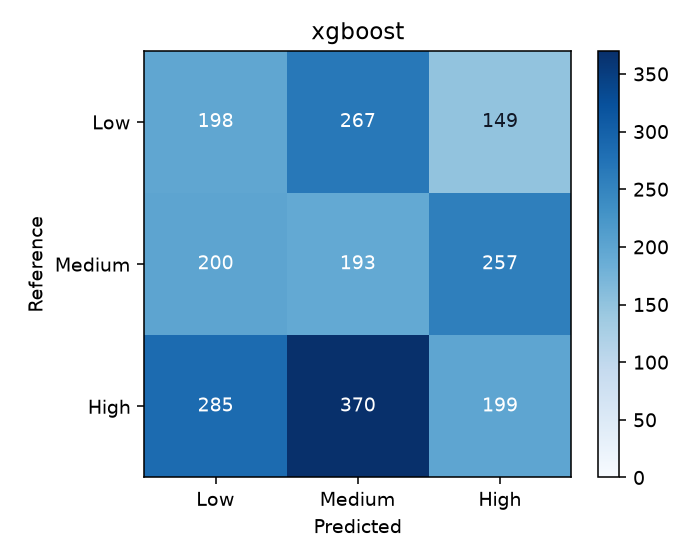 xgboost
Low 198 267 149
Medium 200 193 257
High 285 370 199
Low Medium High
Predicted
Reference
350
300
250
200
150
100
50
0